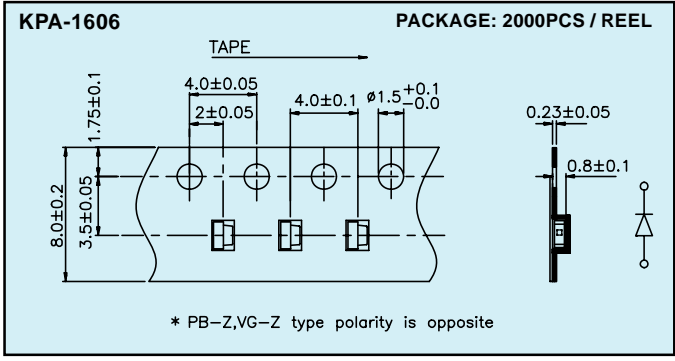 KPA-1606
PACKAGE: 2000PCS / REEL
TAPE
4.0±0.05
2±0.05
4.0±0.1
ø1.5 +0.1 -0.0
0.23±0.05
0.8±0.1
1.75±0.1
3.5±0.05
8.0±0.2
* PB-Z,VG-Z type polarity is opposite